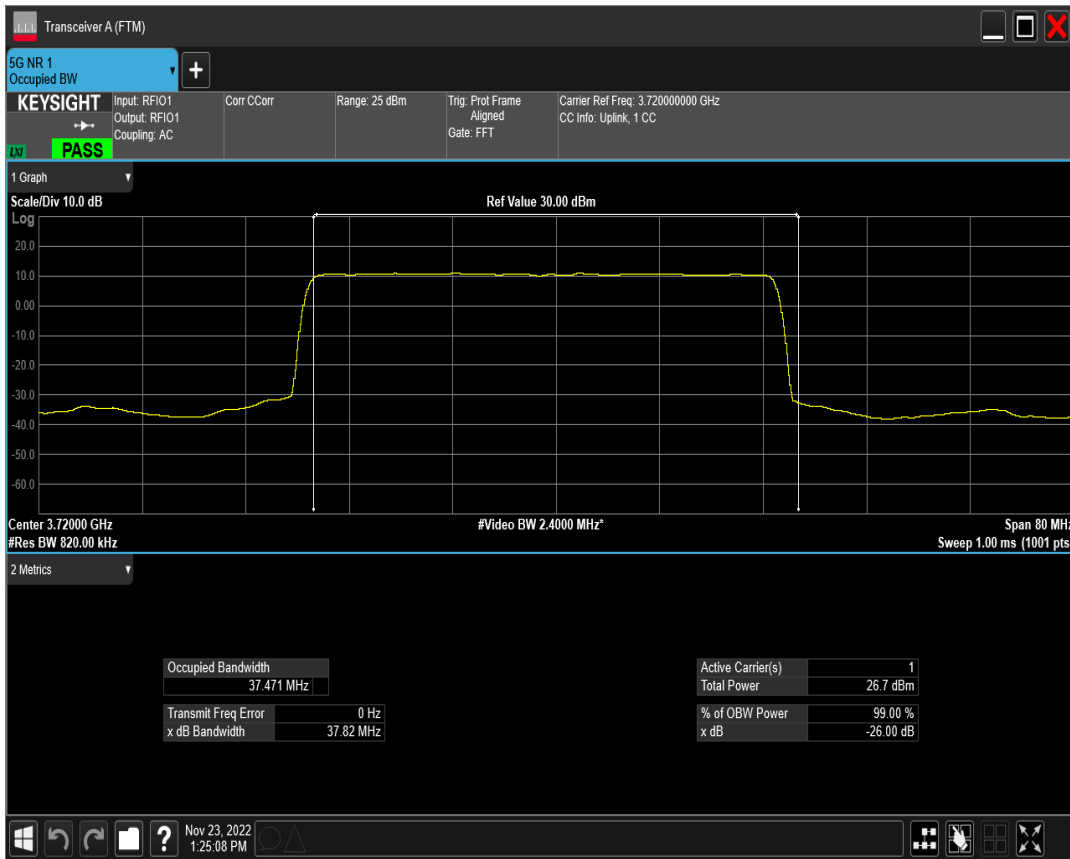 Transceiver A (FTM)
5G NR 1
Occupied BW
+
KEYSIGHT
LXI
PASS
Input: RFIO1
Output: RFIO1
Coupling: AC
Corr CCorr
Range: 25 dBm
Trig: Prot Frame
Aligned
Gate: FFT
Carrier Ref Freq: 3.720000000 GHz
CC Info: Uplink, 1 CC
1 Graph
Scale/Div 10.0 dB
Ref Value 30.00 dBm
Log
20.0
10.0
0.00
-10.0
-20.0
-30.0
-40.0
-50.0
-60.0
Center 3.72000 GHz
#Video BW 2.4000 MHz*
Span 80 MHz
#Res BW 820.00 kHz
Sweep 1.00 ms (1001 pts
2 Metrics
Occupied Bandwidth
37.471 MHz
Transmit Freq Error 0 Hz
x dB Bandwidth 37.82 MHz
Active Carrier(s) 1
Total Power 26.7 dBm
% of OBW Power 99.00 %
x dB -26.00 dB
?
Nov 23, 2022
1:25:08 PM